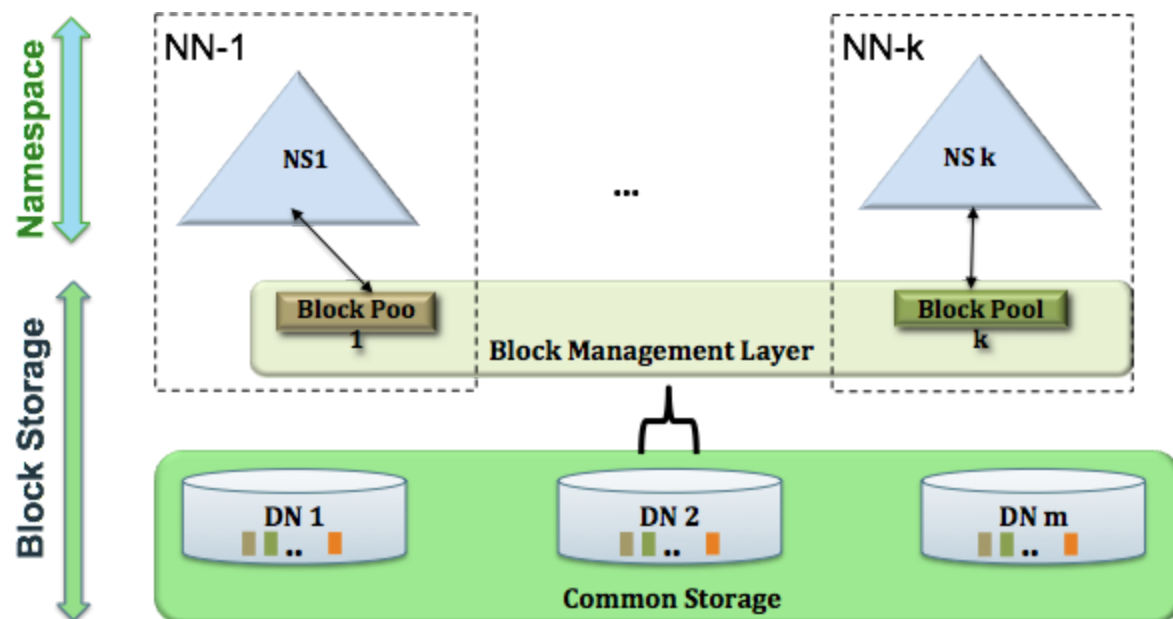 Namespace
Block Storage
NN-1
NN-k
NS1
...
NS k
Block Poo
1
Block Pool
k
Block Management Layer
DN 1
..
DN 2
..
DN m
..
Common Storage